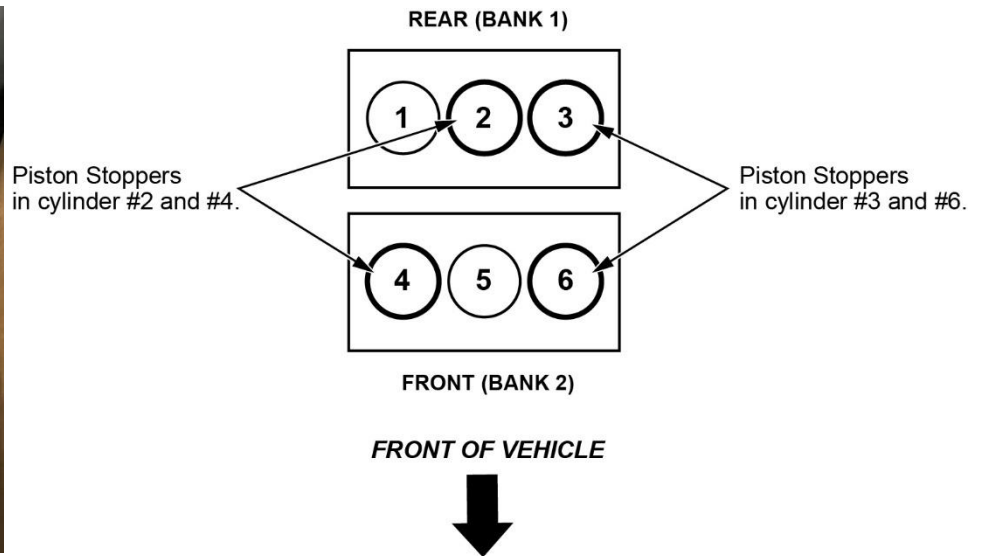 REAR (BANK 1)
1 2 3
Piston Stoppers
in cylinder #2 and #4.
Piston Stoppers
in cylinder #3 and #6.
4 5 6
FRONT (BANK 2)
FRONT OF VEHICLE